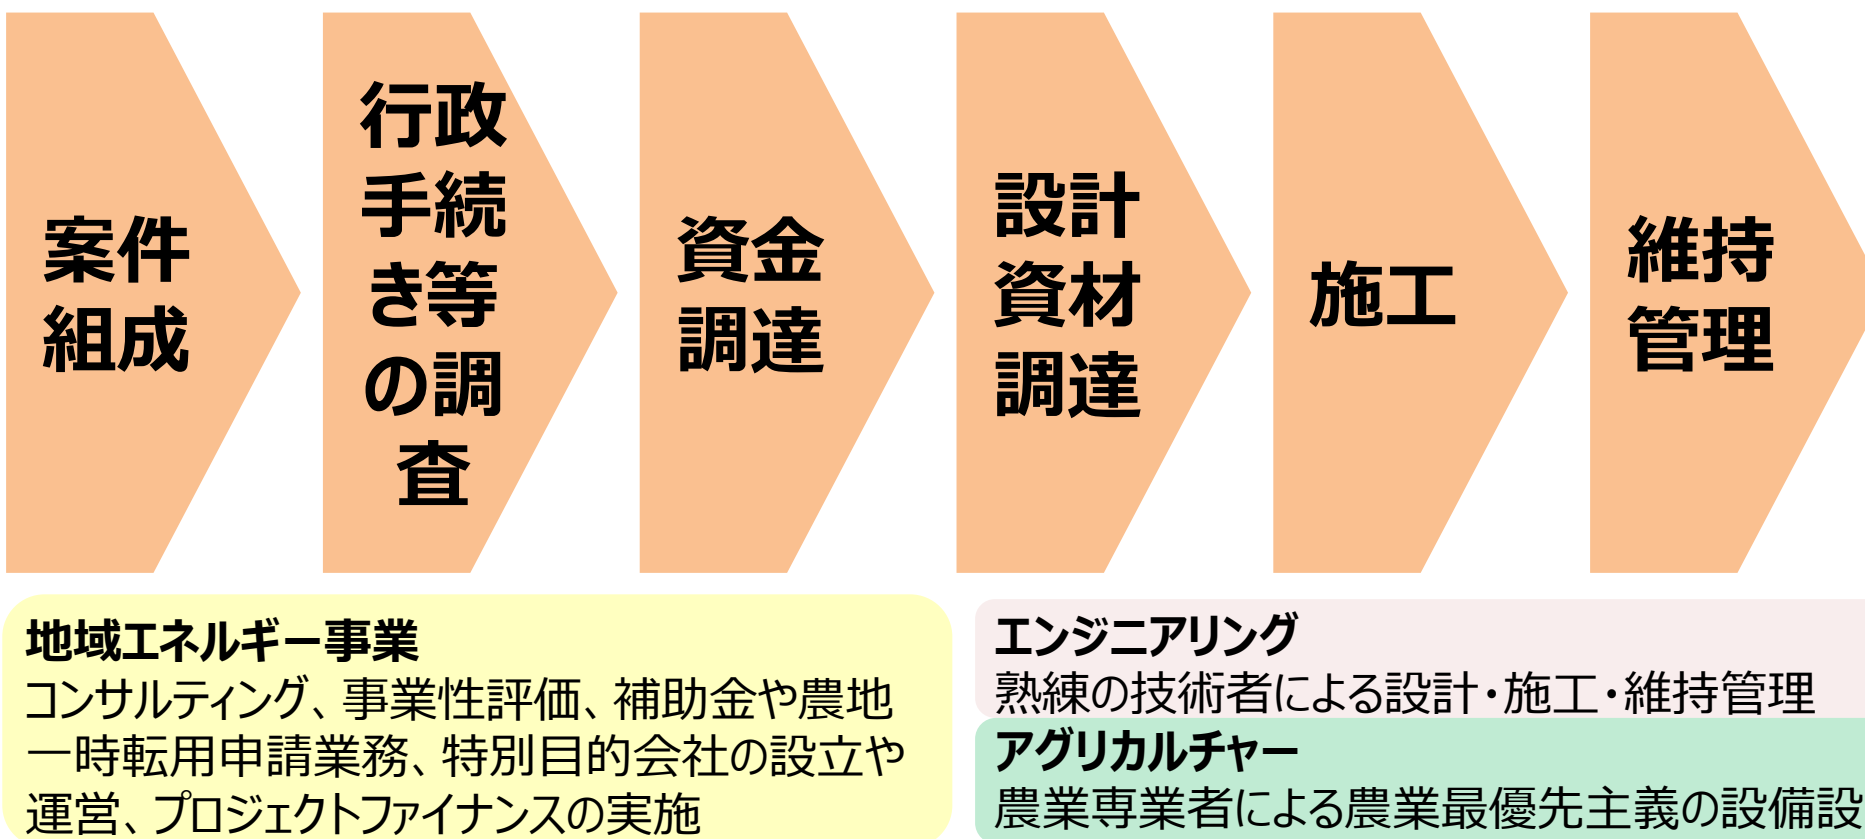 案件
組成
行政
手続
き等
の調
査
資金
調達
設計
資材
調達
施工
維持
管理
地域エネルギー事業
コンサルティング、事業性評価、補助金や農地
一時転用申請業務、特別目的会社の設立や
運営、プロジェクトファイナンスの実施
エンジニアリング
熟練の技術者による設計・施工・維持管理
アグリカルチャー
農業専業者による農業最優先主義の設備設